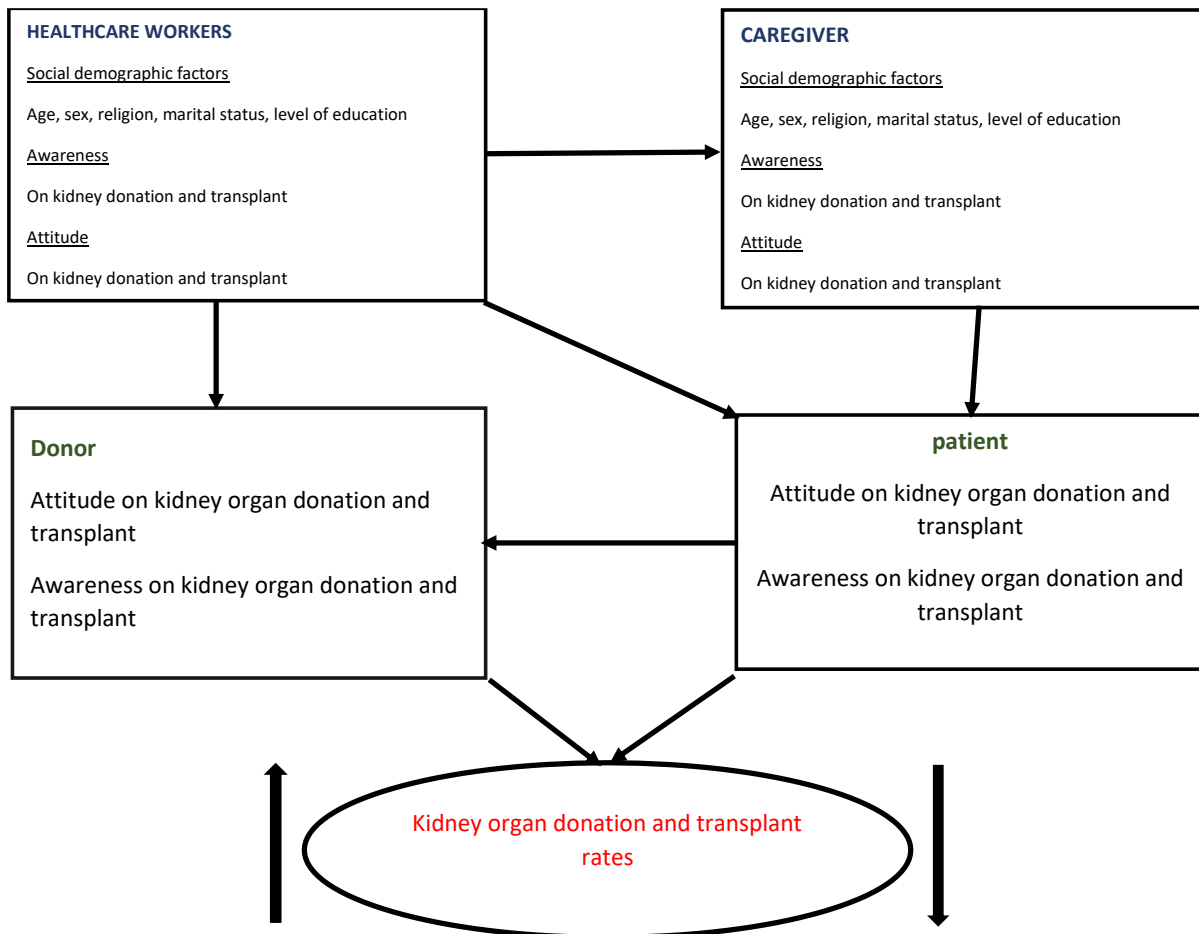 HEALTHCARE WORKERS
Social demographic factors
Age, sex, religion, marital status, level of education
Awareness
On kidney donation and transplant
Attitude
On kidney donation and transplant
CAREGIVER
Social demographic factors
Age, sex, religion, marital status, level of education
Awareness
On kidney donation and transplant
Attitude
On kidney donation and transplant
Donor
Attitude on kidney organ donation and
transplant
Awareness on kidney organ donation and
transplant
patient
Attitude on kidney organ donation and
transplant
Awareness on kidney organ donation and
transplant
Kidney organ donation and transplant
rates